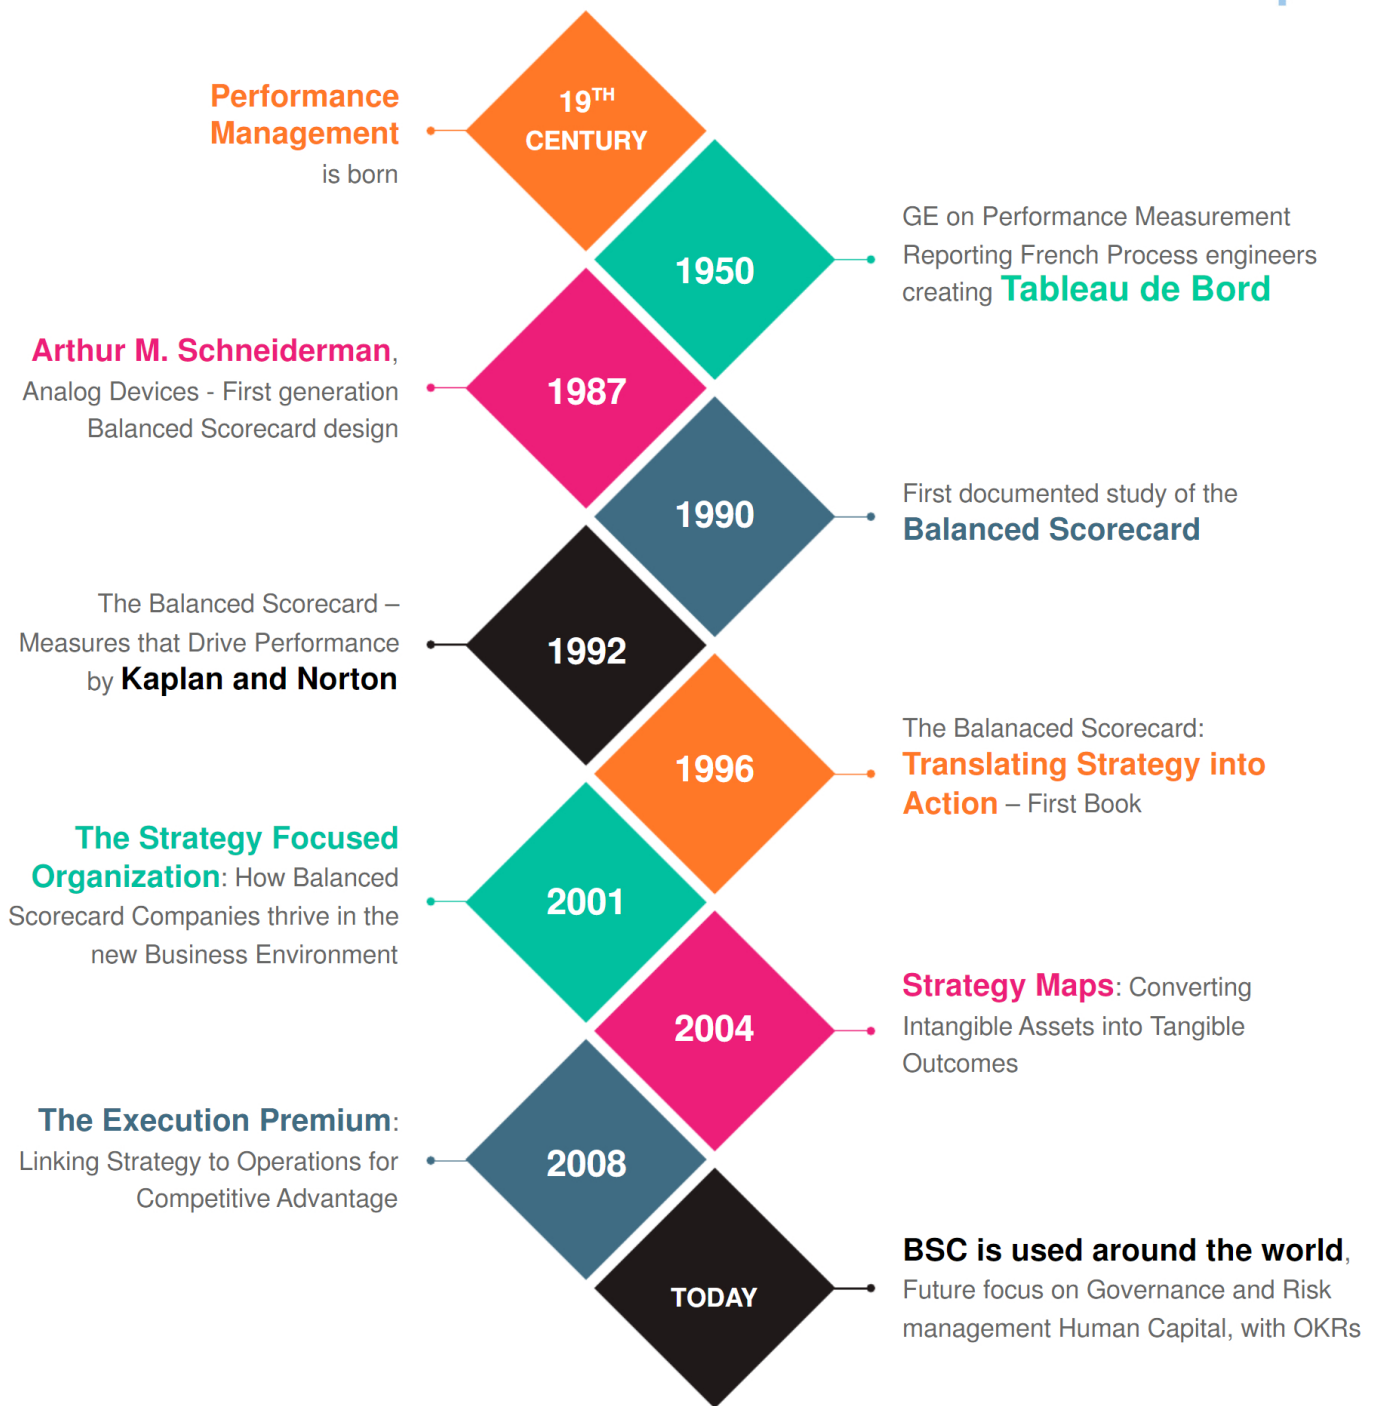 19TH
CENTURY
Performance
Management
is born
1950
GE on Performance Measurement
Reporting French Process engineers
creating Tableau de Bord
1987
Arthur M. Schneiderman,
Analog Devices - First generation
Balanced Scorecard design
1990
First documented study of the
Balanced Scorecard
1992
The Balanced Scorecard –
Measures that Drive Performance
by Kaplan and Norton
1996
The Balanaced Scorecard:
Translating Strategy into
Action – First Book
2001
The Strategy Focused
Organization: How Balanced
Scorecard Companies thrive in the
new Business Environment
2004
Strategy Maps: Converting
Intangible Assets into Tangible
Outcomes
2008
The Execution Premium:
Linking Strategy to Operations for
Competitive Advantage
TODAY
BSC is used around the world,
Future focus on Governance and Risk
management Human Capital, with OKRs